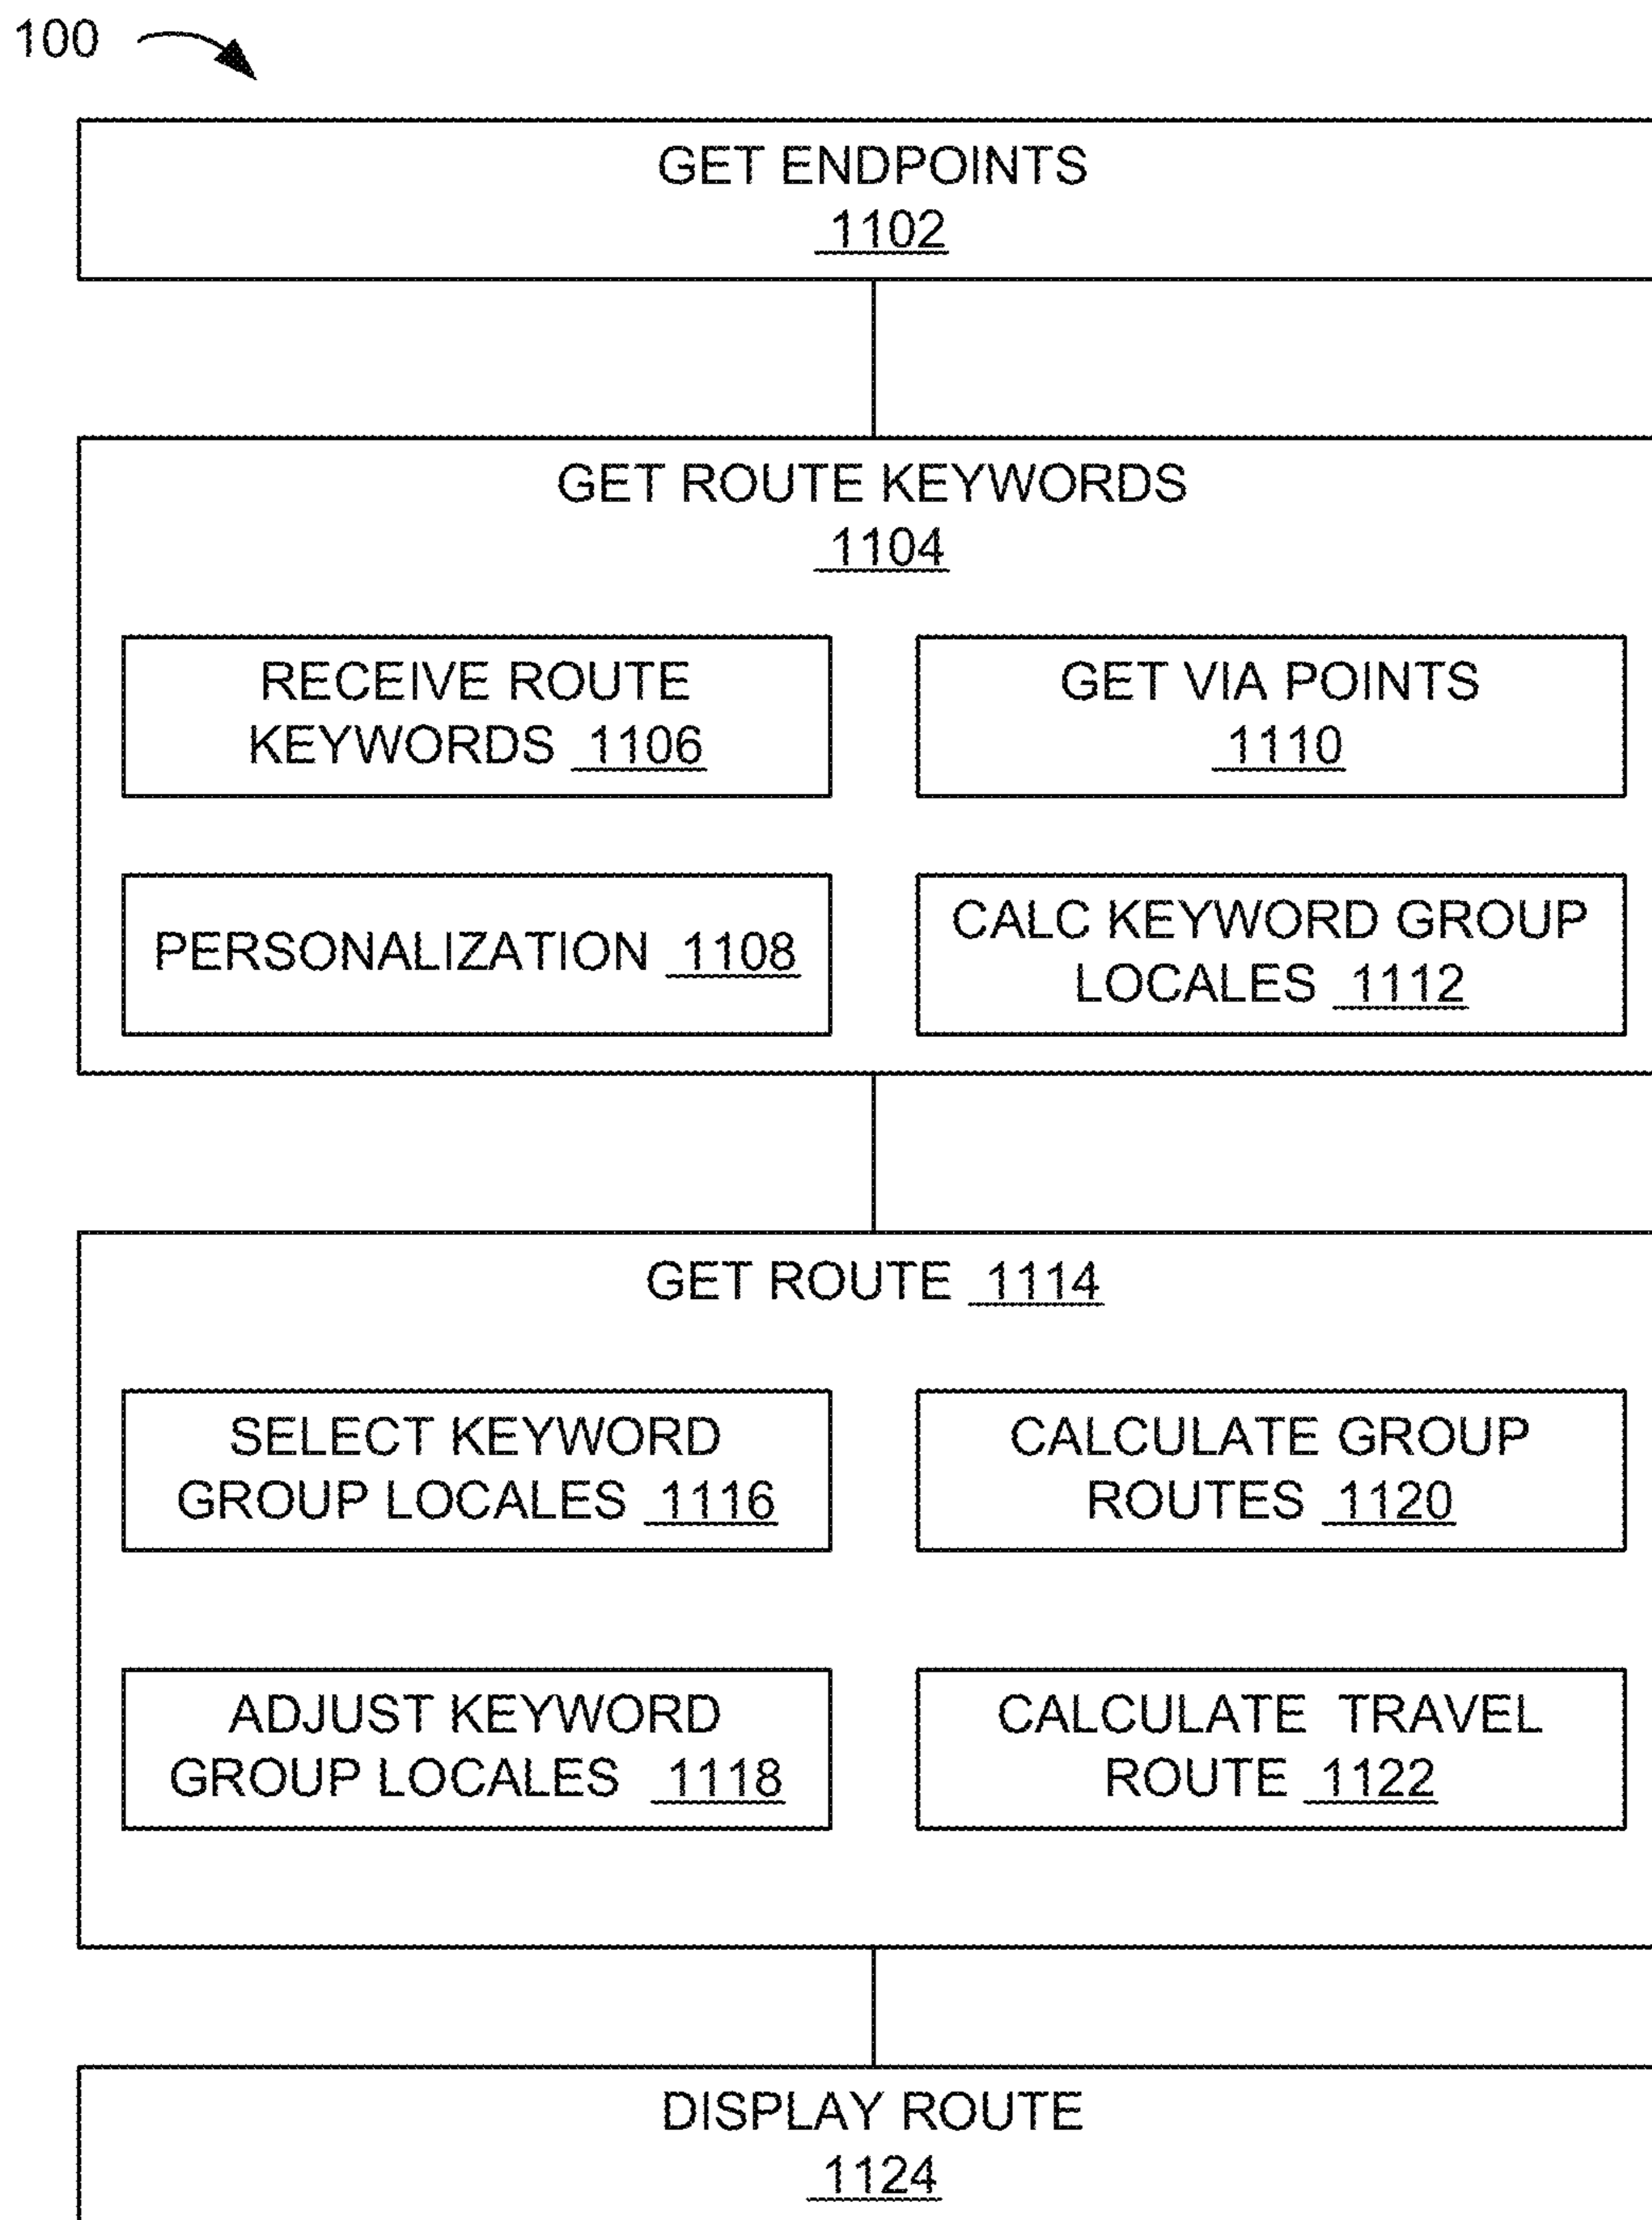 100
GET ENDPOINTS
1102
GET ROUTE KEYWORDS
1104
RECEIVE ROUTE
KEYWORDS 1106
GET VIA POINTS
1110
PERSONALIZATION 1108
CALC KEYWORD GROUP
LOCALES 1112
GET ROUTE 1114
SELECT KEYWORD
GROUP LOCALES 1116
CALCULATE GROUP
ROUTES 1120
ADJUST KEYWORD
GROUP LOCALES 1118
CALCULATE TRAVEL
ROUTE 1122
DISPLAY ROUTE
1124